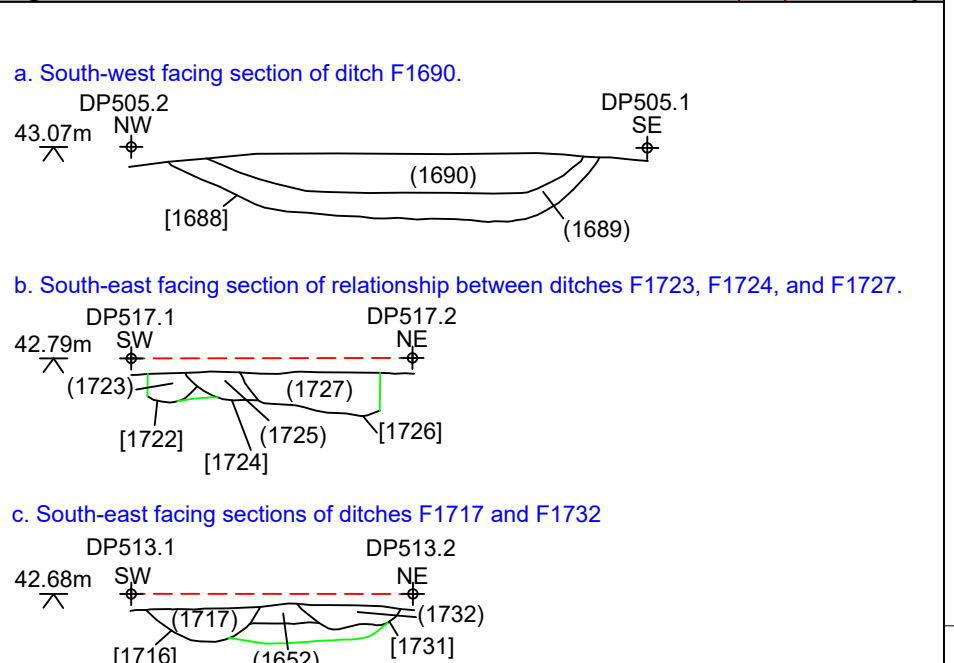 a. South-west facing section of ditch F1690.
DP505.2
DP505.1
43.07m
NW
SE
(1690)
[1688]
(1689)
b. South-east facing section of relationship between ditches F1723, F1724, and F1727.
DP517.1
DP517.2
42.79m
SW
NE
(1723)
(1727)
[1722]
(1725)
[1726]
[1724]
c. South-east facing sections of ditches F1717 and F1732
DP513.1
DP513.2
42.68m
SW
NE
(1717)
(1732)
[1716]
(1652)
[1731]